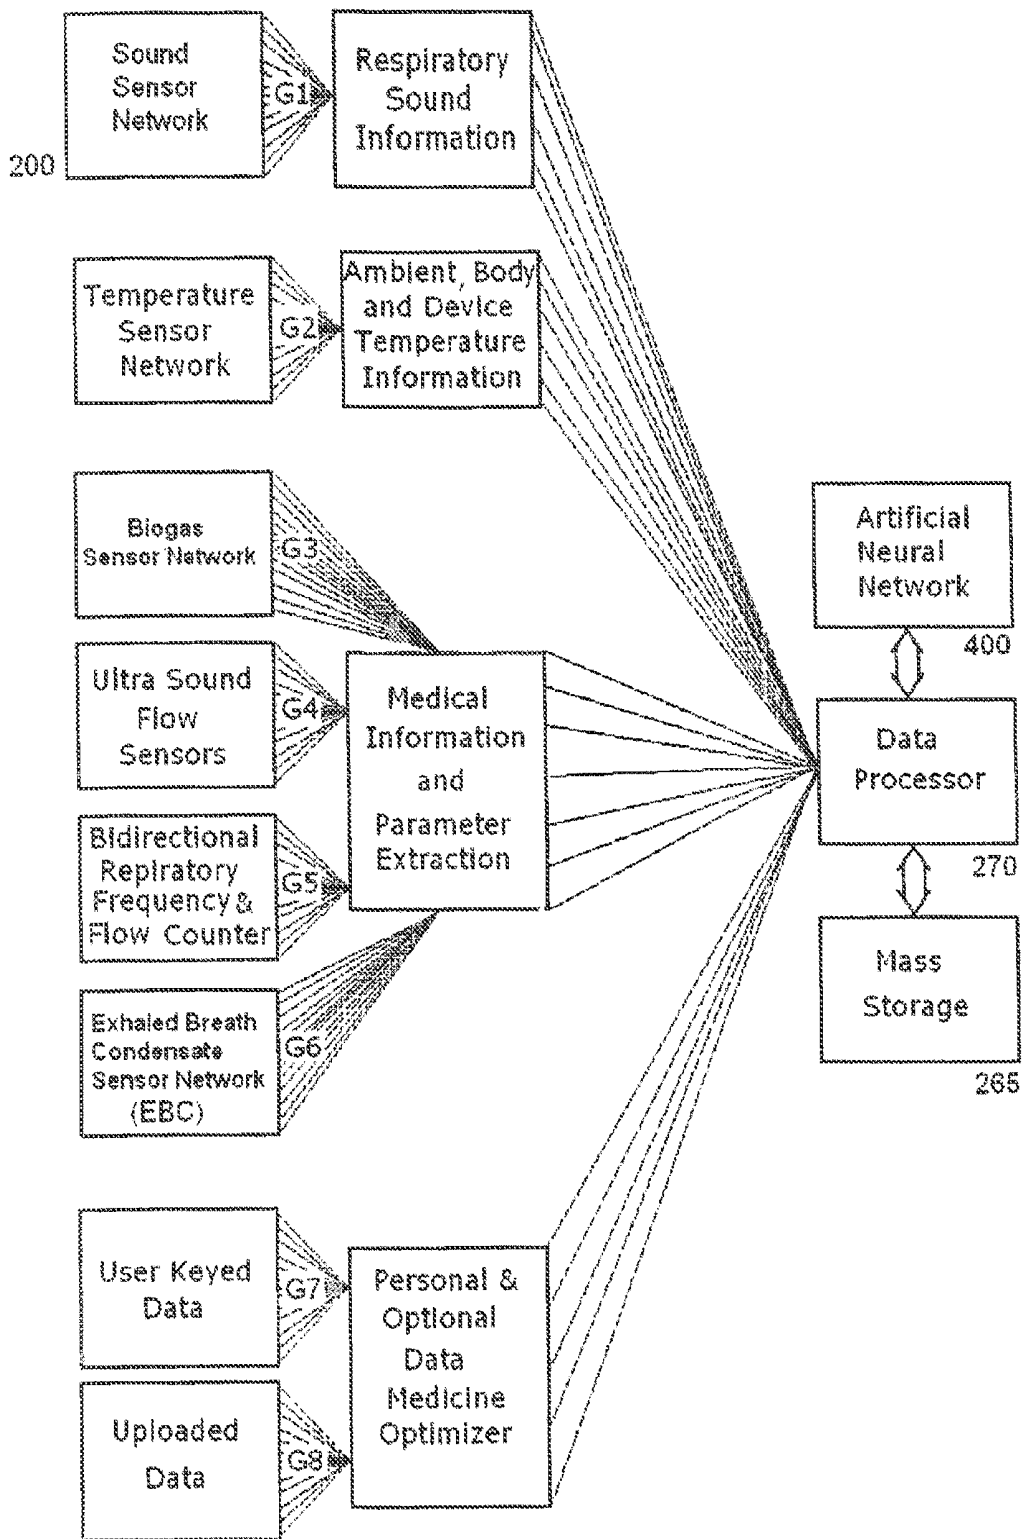 Sound
Sensor
Network
200
G1
Respiratory
Sound
Information
Temperature
Sensor
Network
G2
Ambient, Body
and Device
Temperature
Information
Biogas
Sensor Network
G3
Ultra Sound
Flow
Sensors
G4
Bidirectional
Repiratory
Frequency &
Flow Counter
G5
Exhaled Breath
Condensate
Sensor Network
(EBC)
G6
Medical
Information
and
Parameter
Extraction
User Keyed
Data
G7
Uploaded
Data
G8
Personal &
Optional
Data
Medicine
Optimizer
Artificial
Neural
Network
400
Data
Processor
270
Mass
Storage
265